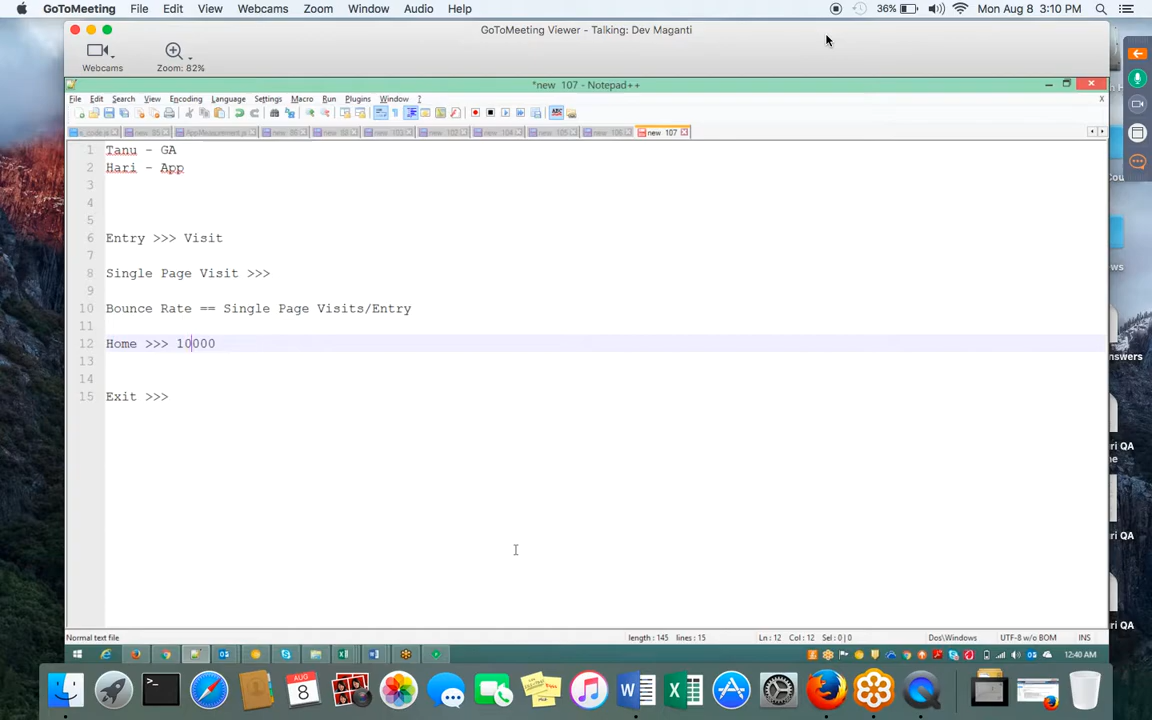 GoToMeeting File Edit View Webcams Zoom Window Audio Help 36% Mon Aug 8 3:10 PM
GoToMeeting Viewer - Talking: Dev Maganti
Webcams Zoom: 82%
*new 107 - Notepad++
File Edit Search View Encoding Language Settings Macro Run Plugins Window ? X
new 107
1 Tanu - GA
2 Hari - App
3
4
5
6 Entry >>> Visit
7
8 Single Page Visit >>>
9
10 Bounce Rate == Single Page Visits/Entry
11
12 Home >>> 10000
13
14
15 Exit >>>
Normal text file length : 145 lines : 15 Ln : 12 Col : 12 Sel : 0 | 0 Dos\Windows UTF-8 w/o BOM INS
12:40 AM
AUG
8